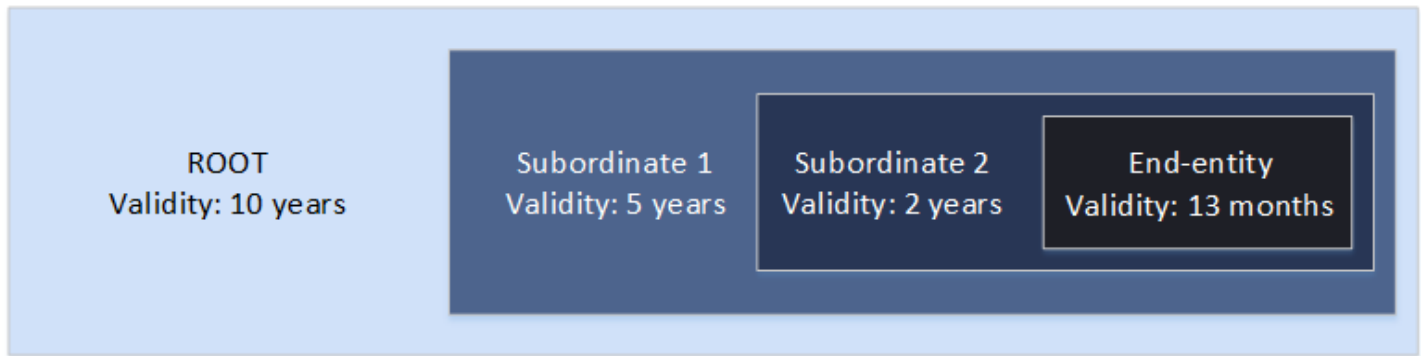 ROOT
Validity: 10 years
Subordinate 1
Validity: 5 years
Subordinate 2
Validity: 2 years
End-entity
Validity: 13 months